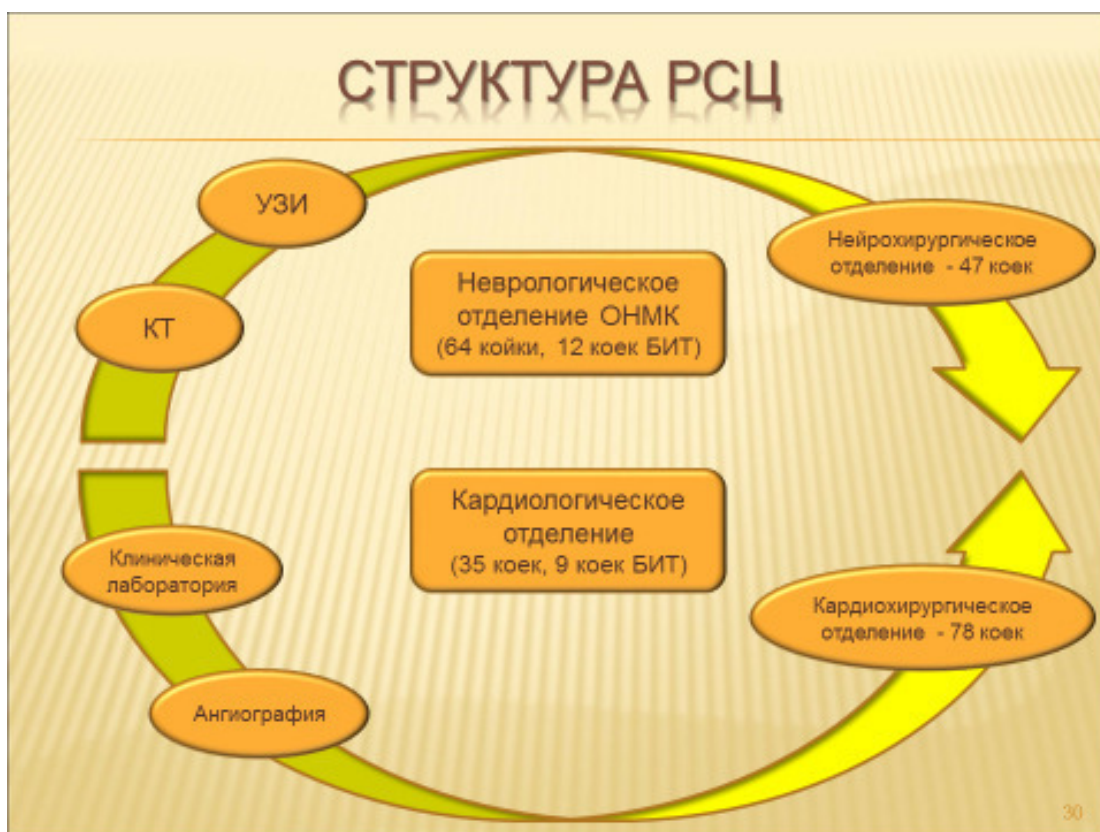 СТРУКТУРА РСЦ
УЗИ
КТ
Неврологическое
отделение ОНМК
(64 койки, 12 коек БИТ)
Нейрохирургическое
отделение - 47 коек
Клиническая
лаборатория
Ангиография
Кардиологическое
отделение
(35 коек, 9 коек БИТ)
Кардиохирургическое
отделение - 78 коек
30